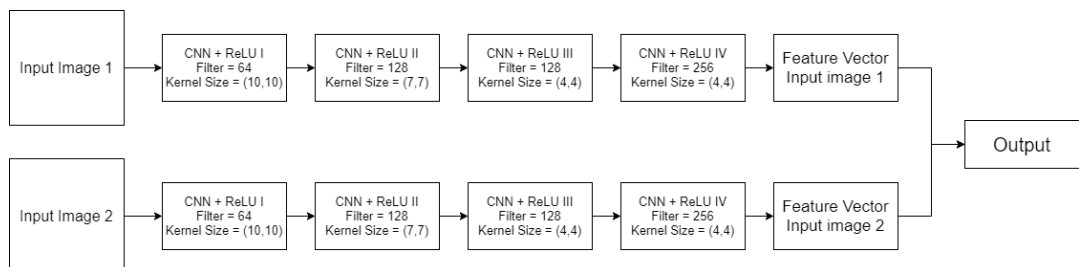 Input Image 1
CNN + ReLU I
Filter = 64
Kernel Size = (10,10)
CNN + ReLU II
Filter = 128
Kernel Size = (7,7)
CNN + ReLU III
Filter = 128
Kernel Size = (4,4)
CNN + ReLU IV
Filter = 256
Kernel Size = (4,4)
Feature Vector
Input image 1
Output
Input Image 2
CNN + ReLU I
Filter = 64
Kernel Size = (10,10)
CNN + ReLU II
Filter = 128
Kernel Size = (7,7)
CNN + ReLU III
Filter = 128
Kernel Size = (4,4)
CNN + ReLU IV
Filter = 256
Kernel Size = (4,4)
Feature Vector
Input image 2